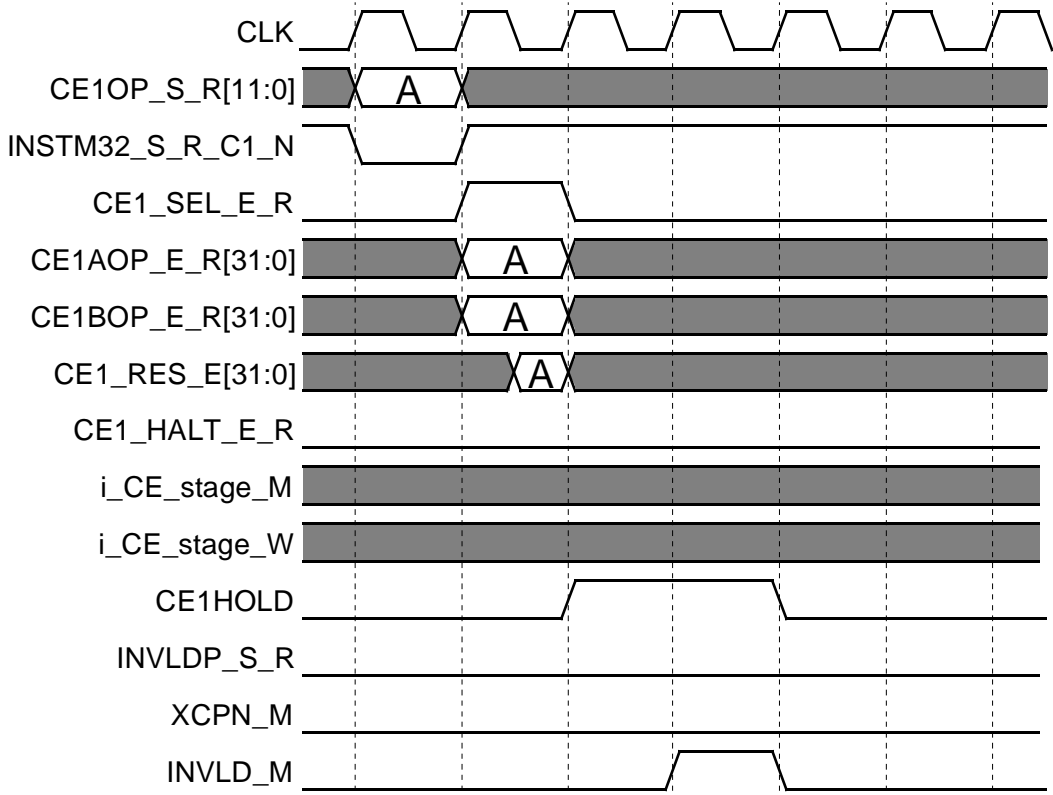 CLK
CE1OP_S_R[11:0] A
INSTM32_S_R_C1_N
CE1_SEL_E_R
CE1AOP_E_R[31:0] A
CE1BOP_E_R[31:0] A
CE1_RES_E[31:0] A
CE1_HALT_E_R
i_CE_stage_M
i_CE_stage_W
CE1HOLD
INVLDP_S_R
XCPN_M
INVLD_M